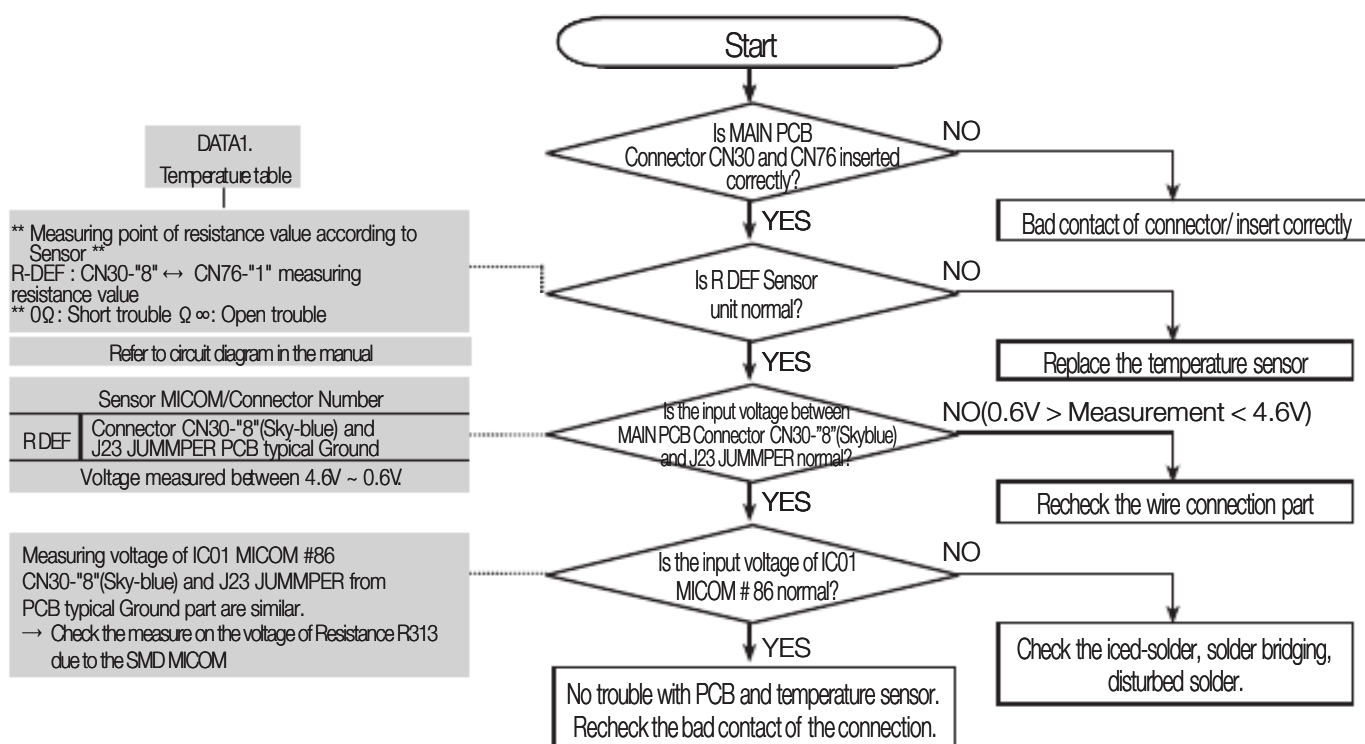 Start
Is MAIN PCB
Connector CN30 and CN76 inserted
correctly?
NO
Bad contact of connector/ insert correctly
YES
DATA1.
Temperature table
** Measuring point of resistance value according to
Sensor **
R-DEF : CN30-"8" ↔ CN76-"1" measuring
resistance value
** 0Ω : Short trouble Ω ∞: Open trouble
Refer to circuit diagram in the manual
Is R DEF Sensor
unit normal?
NO
Replace the temperature sensor
YES
Sensor MICOM/Connector Number
R DEF
Connector CN30-"8"(Sky-blue) and
J23 JUMMPER PCB typical Ground
Voltage measured between 4.6V ~ 0.6V.
Is the input voltage between
MAIN PCB Connector CN30-"8"(Skyblue)
and J23 JUMMPER normal?
NO(0.6V > Measurement < 4.6V)
Recheck the wire connection part
YES
Measuring voltage of IC01 MICOM #86
CN30-"8"(Sky-blue) and J23 JUMMPER from
PCB typical Ground part are similar.
→ Check the measure on the voltage of Resistance R313
due to the SMD MICOM
Is the input voltage of IC01
MICOM # 86 normal?
NO
Check the iced-solder, solder bridging,
disturbed solder.
YES
No trouble with PCB and temperature sensor.
Recheck the bad contact of the connection.